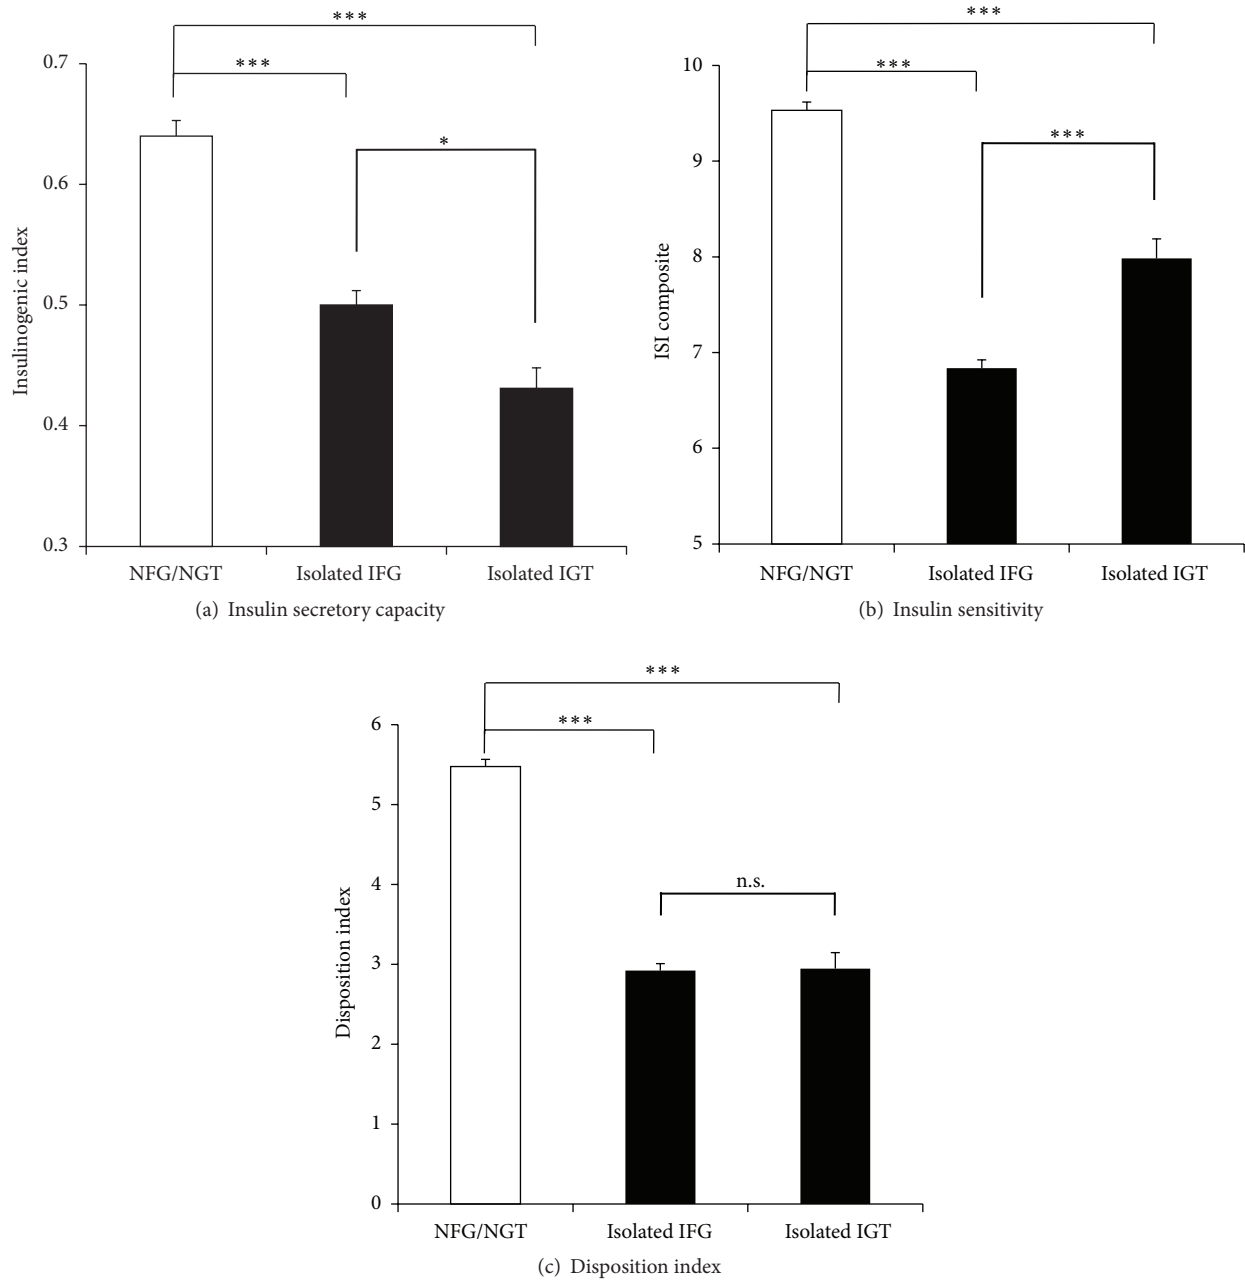 ***
***
*
0.7
0.6
0.5
0.4
0.3
Insulinogenic index
NFG/NGT Isolated IFG Isolated IGT
(a) Insulin secretory capacity
***
***
***
10
9
8
7
6
5
ISI composite
NFG/NGT Isolated IFG Isolated IGT
(b) Insulin sensitivity
***
***
n.s.
6
5
4
3
2
1
0
Disposition index
NFG/NGT Isolated IFG Isolated IGT
(c) Disposition index